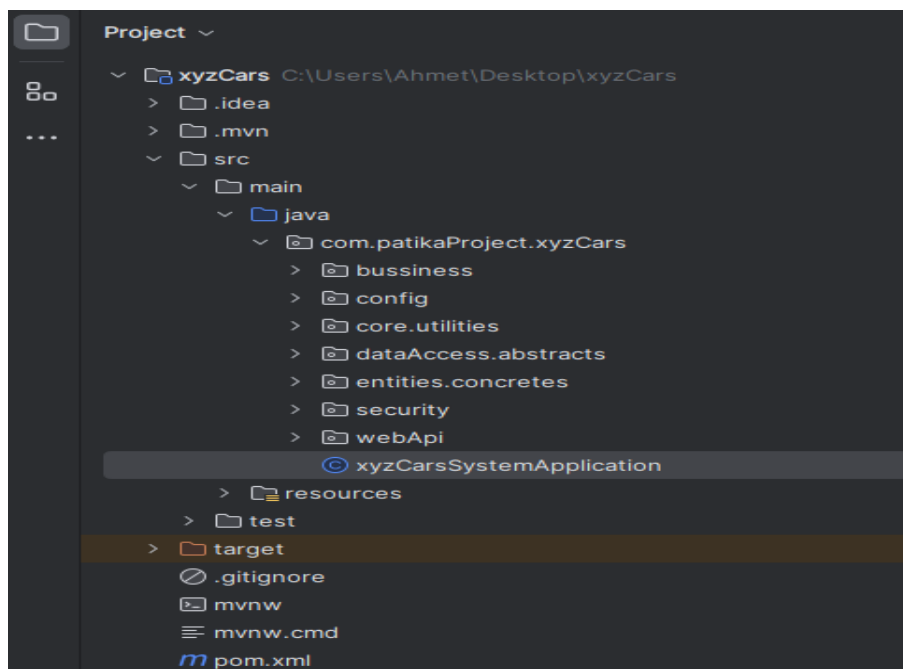 Project
xyzCars C:\Users\Ahmet\Desktop\xyzCars
.idea
.mvn
src
main
java
com.patikaProject.xyzCars
bussiness
config
core.utilities
dataAccess.abstracts
entities.concretes
security
webApi
xyzCarsSystemApplication
resources
test
target
.gitignore
mvnw
mvnw.cmd
pom.xml